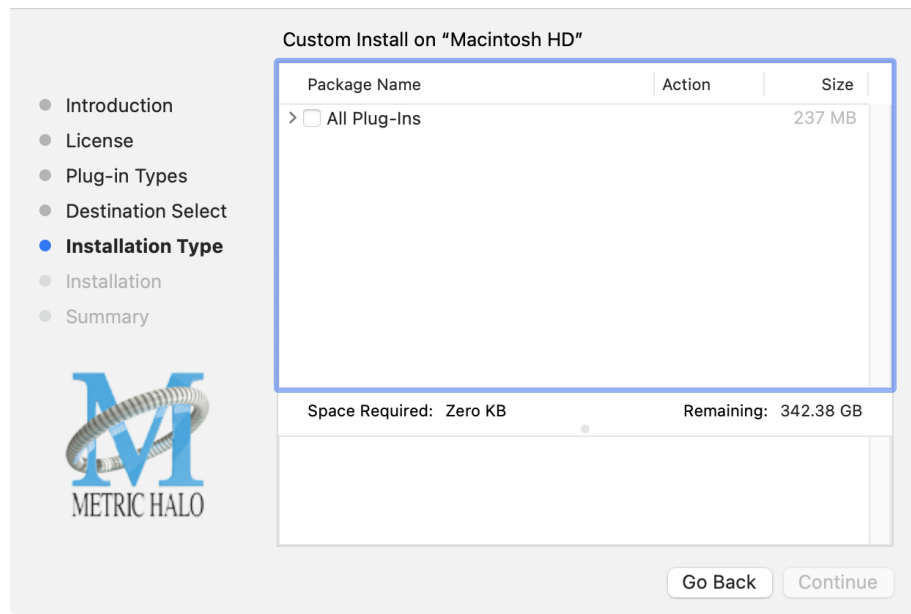 Custom Install on “Macintosh HD”
Introduction
License
Plug-in Types
Destination Select
Installation Type
Installation
Summary
METRIC HALO
Package Name Action Size
All Plug-Ins 237 MB
Space Required: Zero KB Remaining: 342.38 GB
Go Back Continue